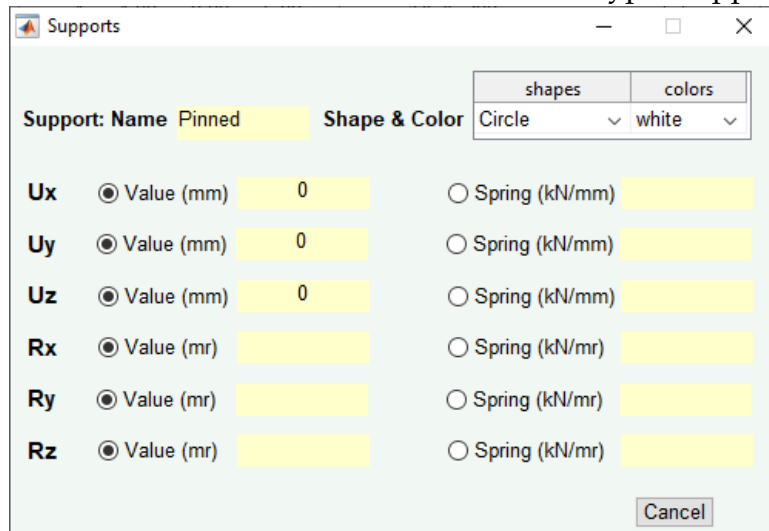 Supports
shapes colors
Support: Name Pinned Shape & Color Circle white
Ux Value (mm) 0 Spring (kN/mm)
Uy Value (mm) 0 Spring (kN/mm)
Uz Value (mm) 0 Spring (kN/mm)
Rx Value (mr) Spring (kN/mr)
Ry Value (mr) Spring (kN/mr)
Rz Value (mr) Spring (kN/mr)
Cancel